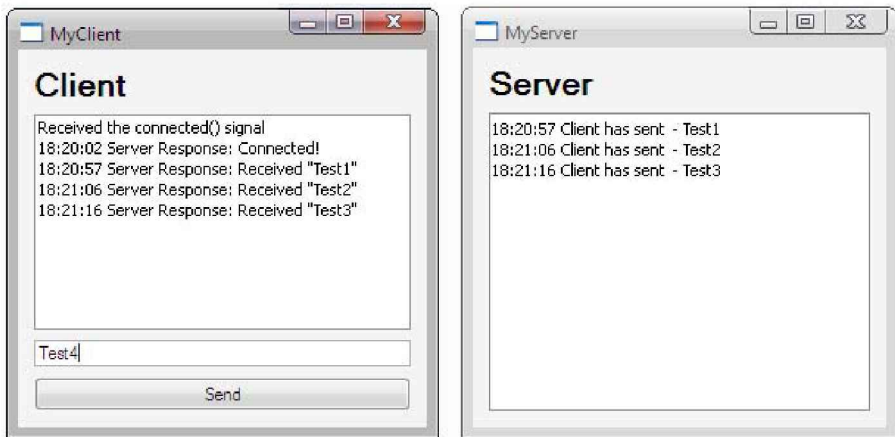 MyClient
Client
Received the connected() signal
18:20:02 Server Response: Connected!
18:20:57 Server Response: Received "Test1"
18:21:06 Server Response: Received "Test2"
18:21:16 Server Response: Received "Test3"
Test4
Send
MyServer
Server
18:20:57 Client has sent - Test1
18:21:06 Client has sent - Test2
18:21:16 Client has sent - Test3